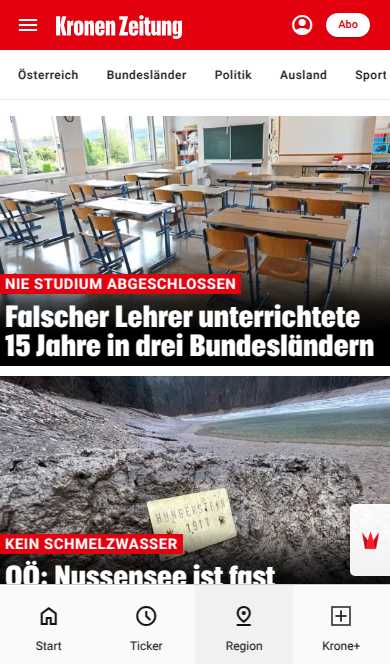 Kronen Zeitung
Abo
Österreich Bundesländer Politik Ausland Sport
NIE STUDIUM ABGESCHLOSSEN
Falscher Lehrer unterrichtete
15 Jahre in drei Bundesländern
HUNGERSTEIN
1911
KEIN SCHMELZWASSER
OÖ: Nussensee ist fast
Start Ticker Region Krone+